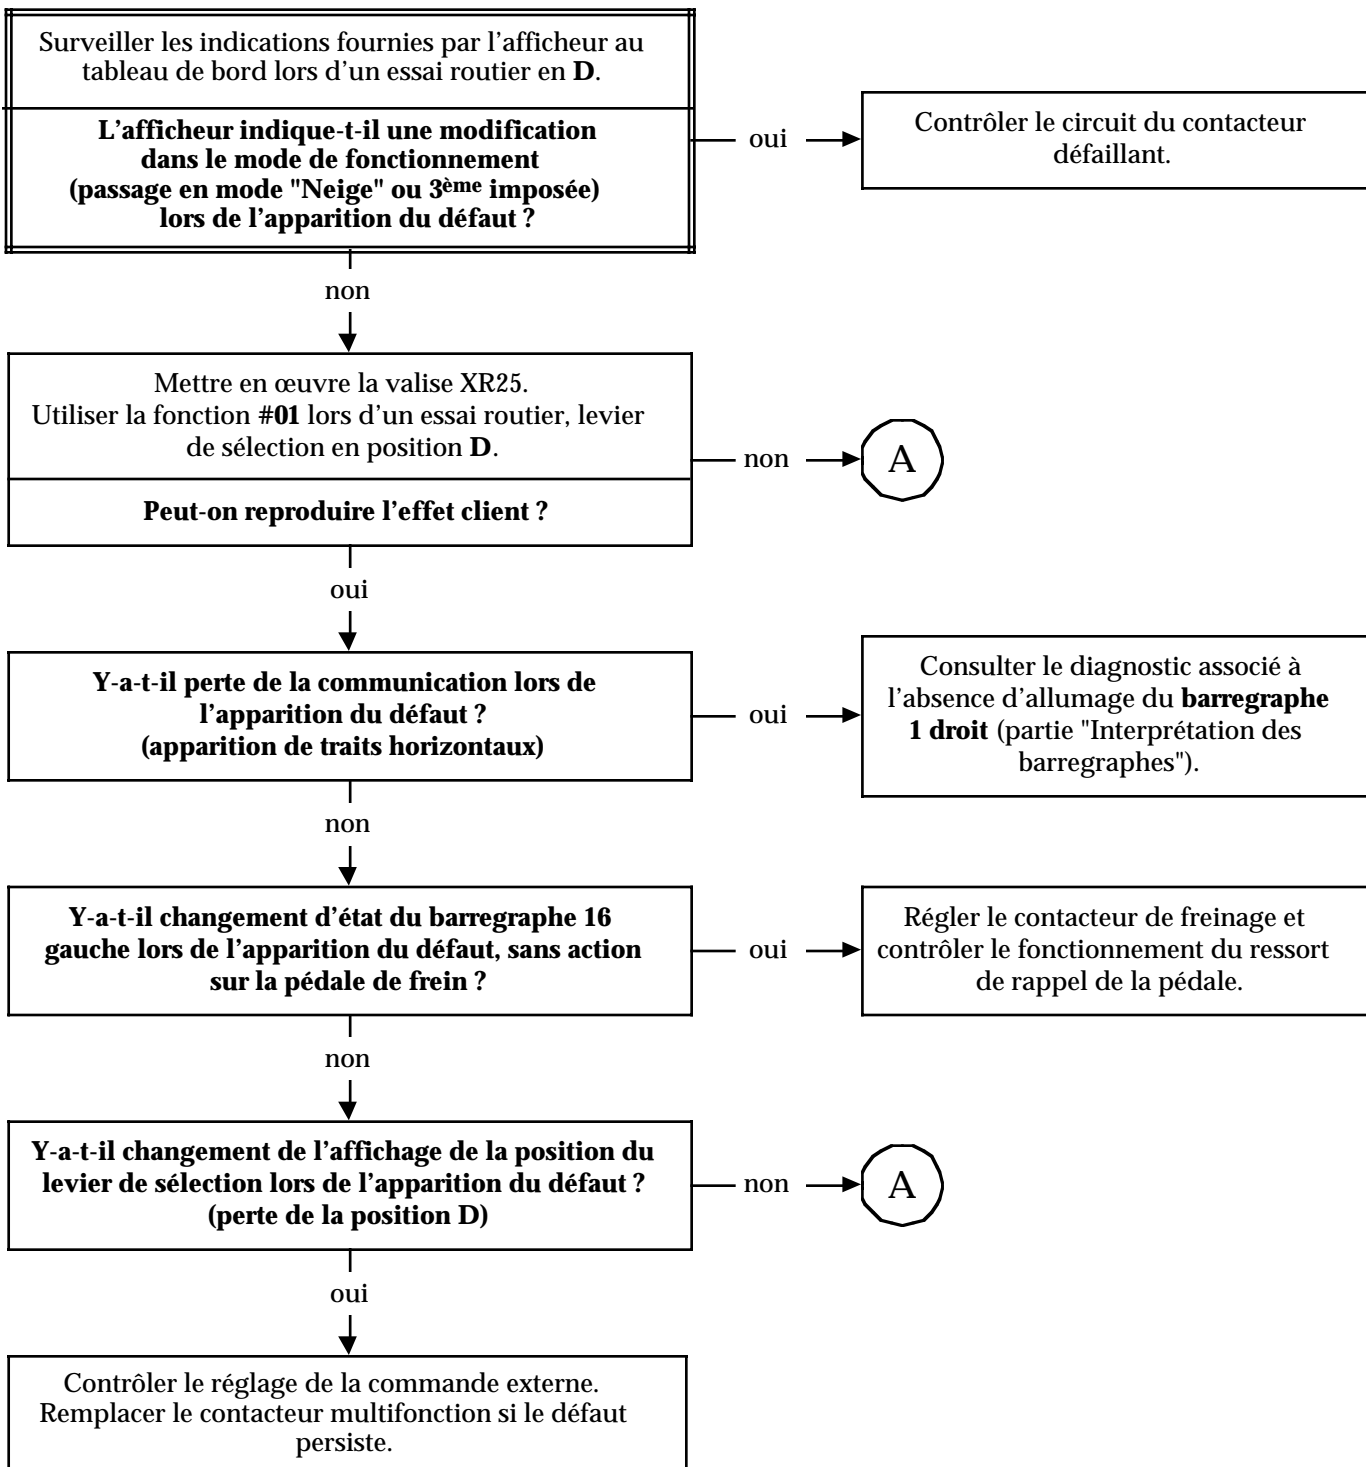 Surveiller les indications fournies par l'afficheur au
tableau de bord lors d'un essai routier en D.
L'afficheur indique-t-il une modification
dans le mode de fonctionnement
(passage en mode "Neige" ou 3ème imposée)
lors de l'apparition du défaut ?
oui
Contrôler le circuit du contacteur
défaillant.
non
Mettre en œuvre la valise XR25.
Utiliser la fonction #01 lors d'un essai routier, levier
de sélection en position D.
Peut-on reproduire l'effet client ?
non
A
oui
Y-a-t-il perte de la communication lors de
l'apparition du défaut ?
(apparition de traits horizontaux)
oui
Consulter le diagnostic associé à
l'absence d'allumage du barregraphe
1 droit (partie "Interprétation des
barregraphes").
non
Y-a-t-il changement d'état du barregraphe 16
gauche lors de l'apparition du défaut, sans action
sur la pédale de frein ?
oui
Régler le contacteur de freinage et
contrôler le fonctionnement du ressort
de rappel de la pédale.
non
Y-a-t-il changement de l'affichage de la position du
levier de sélection lors de l'apparition du défaut ?
(perte de la position D)
non
A
oui
Contrôler le réglage de la commande externe.
Remplacer le contacteur multifonction si le défaut
persiste.